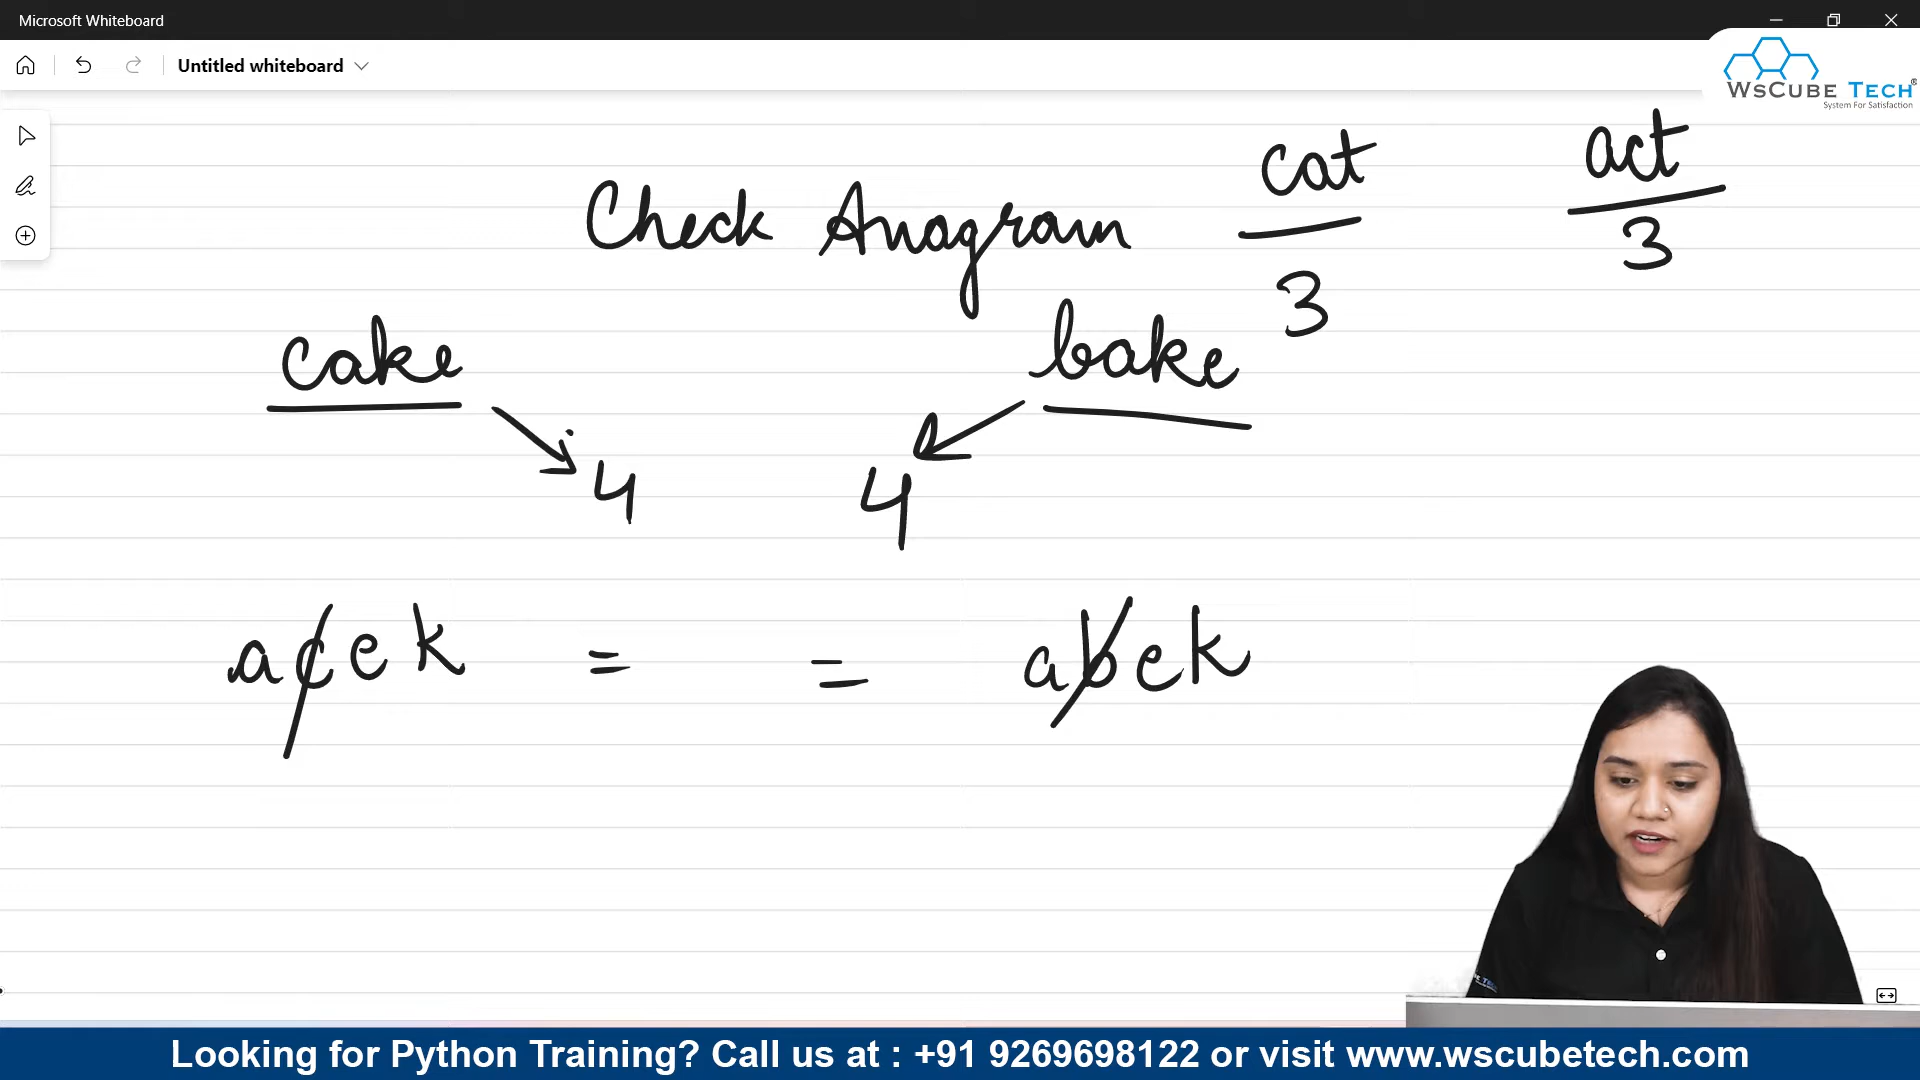 Microsoft Whiteboard
Untitled whiteboard
WsCube Tech®
System For Satisfaction
Check Anagram cat act
3 3
cake bake
4 4
acek = = abek
Looking for Python Training? Call us at : +91 9269698122 or visit www.wscubetech.com